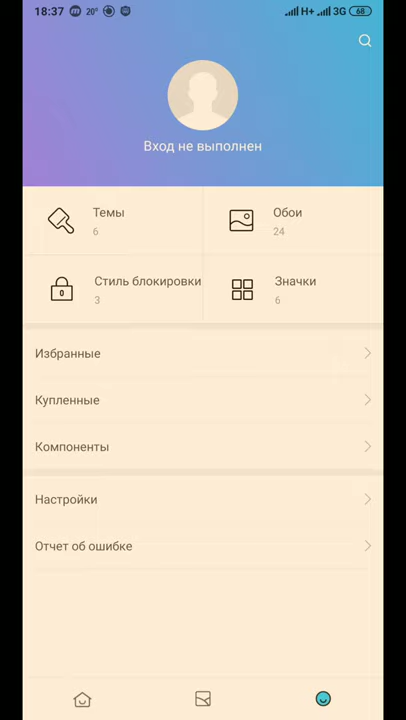 18:37 20° H+ 3G 68
Вход не выполнен
Темы
6
Обои
24
Стиль блокировки
3
Значки
6
Избранные
Купленные
Компоненты
Настройки
Отчет об ошибке